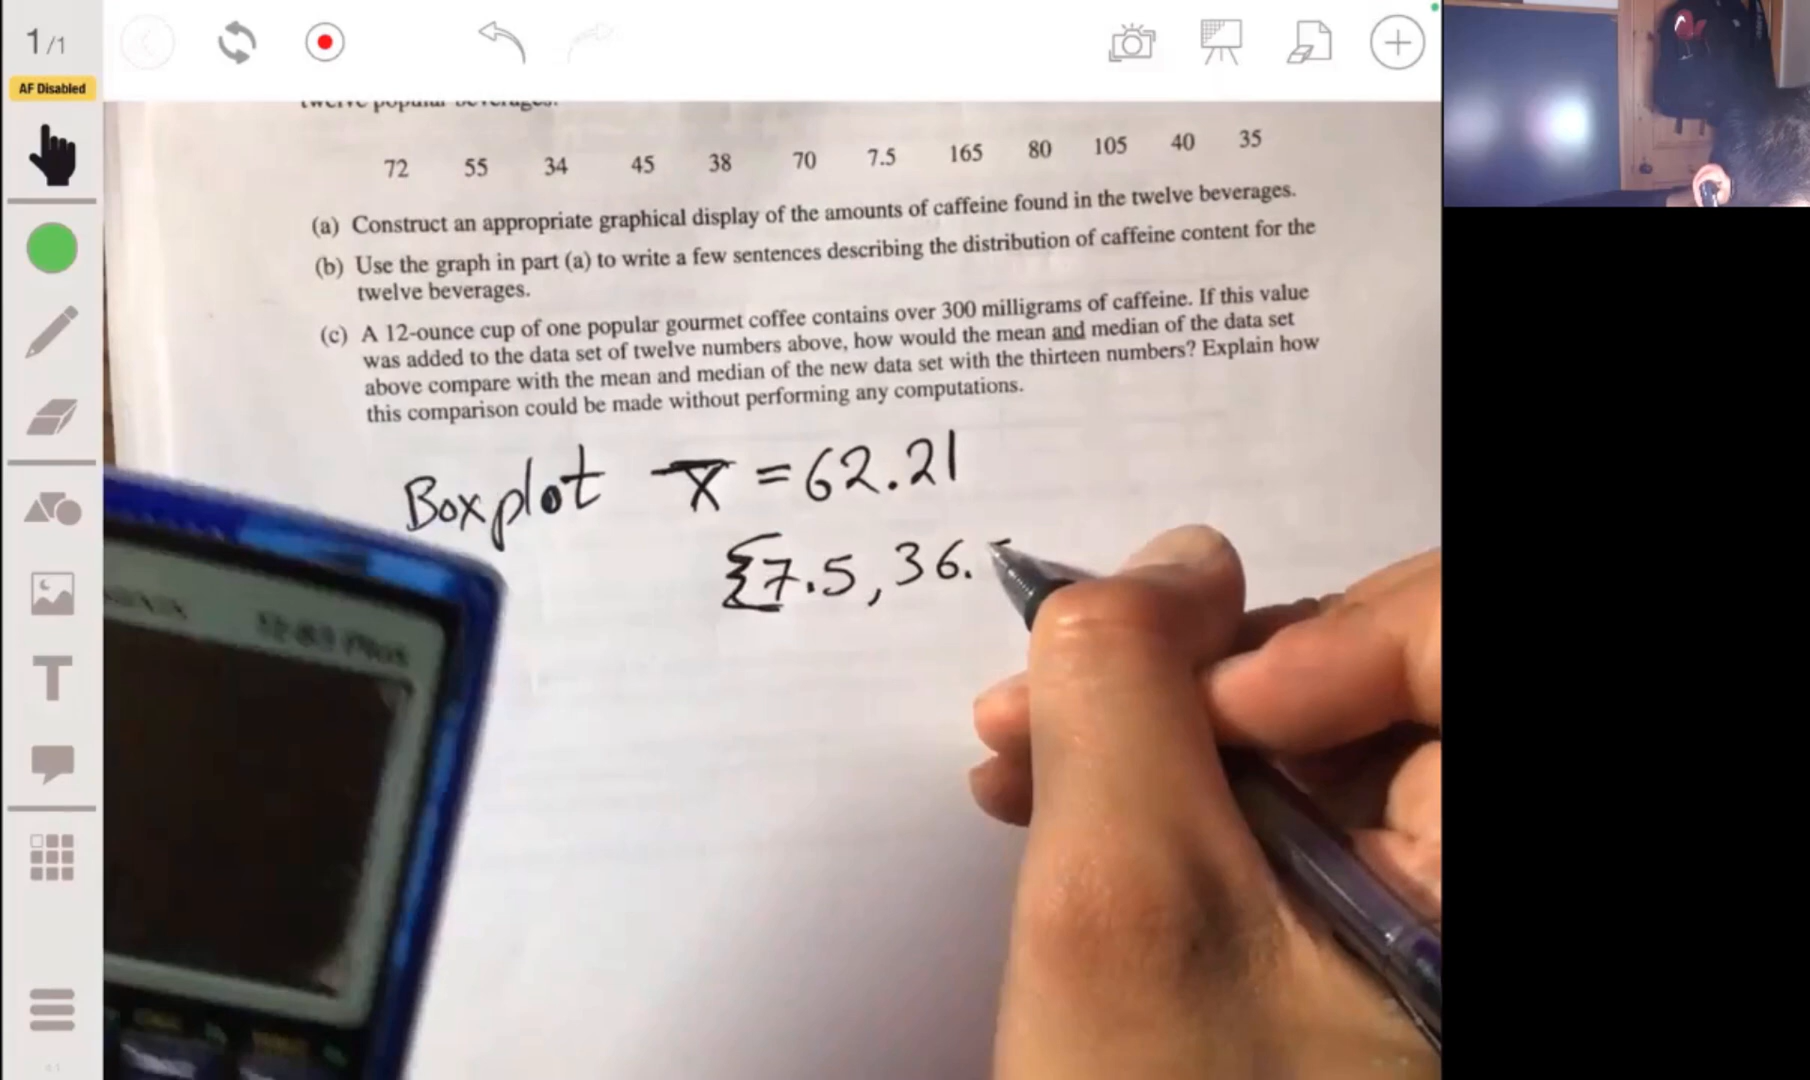 1/1
AF Disabled
twelve popular beverages.
72 55 34 45 38 70 7.5 165 80 105 40 35
(a) Construct an appropriate graphical display of the amounts of caffeine found in the twelve beverages.
(b) Use the graph in part (a) to write a few sentences describing the distribution of caffeine content for the
twelve beverages.
(c) A 12-ounce cup of one popular gourmet coffee contains over 300 milligrams of caffeine. If this value
was added to the data set of twelve numbers above, how would the mean and median of the data set
above compare with the mean and median of the new data set with the thirteen numbers? Explain how
this comparison could be made without performing any computations.
Boxplot x̄ = 62.21
{7.5, 36.
TI-83 Plus
T